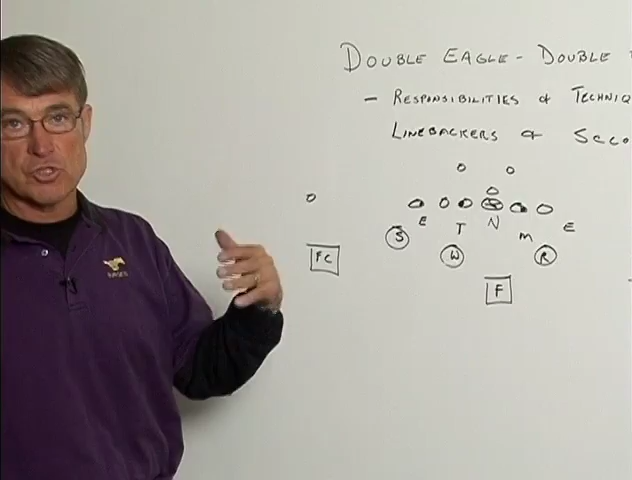 DOUBLE EAGLE - DOUBLE
- RESPONSIBILITIES & TECHNIQ
LINEBACKERS & SECO
S E T N M E
W R
FC
F